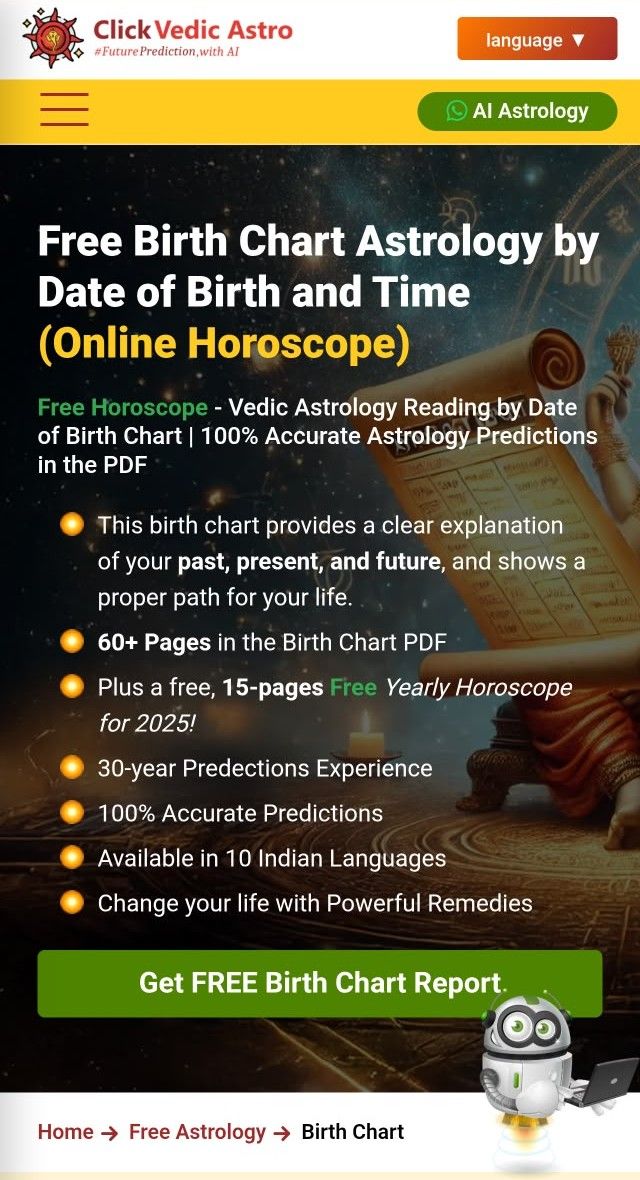 Click Vedic Astro
#Future Prediction, with AI
language ▼
AI Astrology
Free Birth Chart Astrology by
Date of Birth and Time
(Online Horoscope)
Free Horoscope - Vedic Astrology Reading by Date
of Birth Chart | 100% Accurate Astrology Predictions
in the PDF
This birth chart provides a clear explanation
of your past, present, and future, and shows a
proper path for your life.
60+ Pages in the Birth Chart PDF
Plus a free, 15-pages Free Yearly Horoscope
for 2025!
30-year Predections Experience
100% Accurate Predictions
Available in 10 Indian Languages
Change your life with Powerful Remedies
Get FREE Birth Chart Report
Home → Free Astrology → Birth Chart